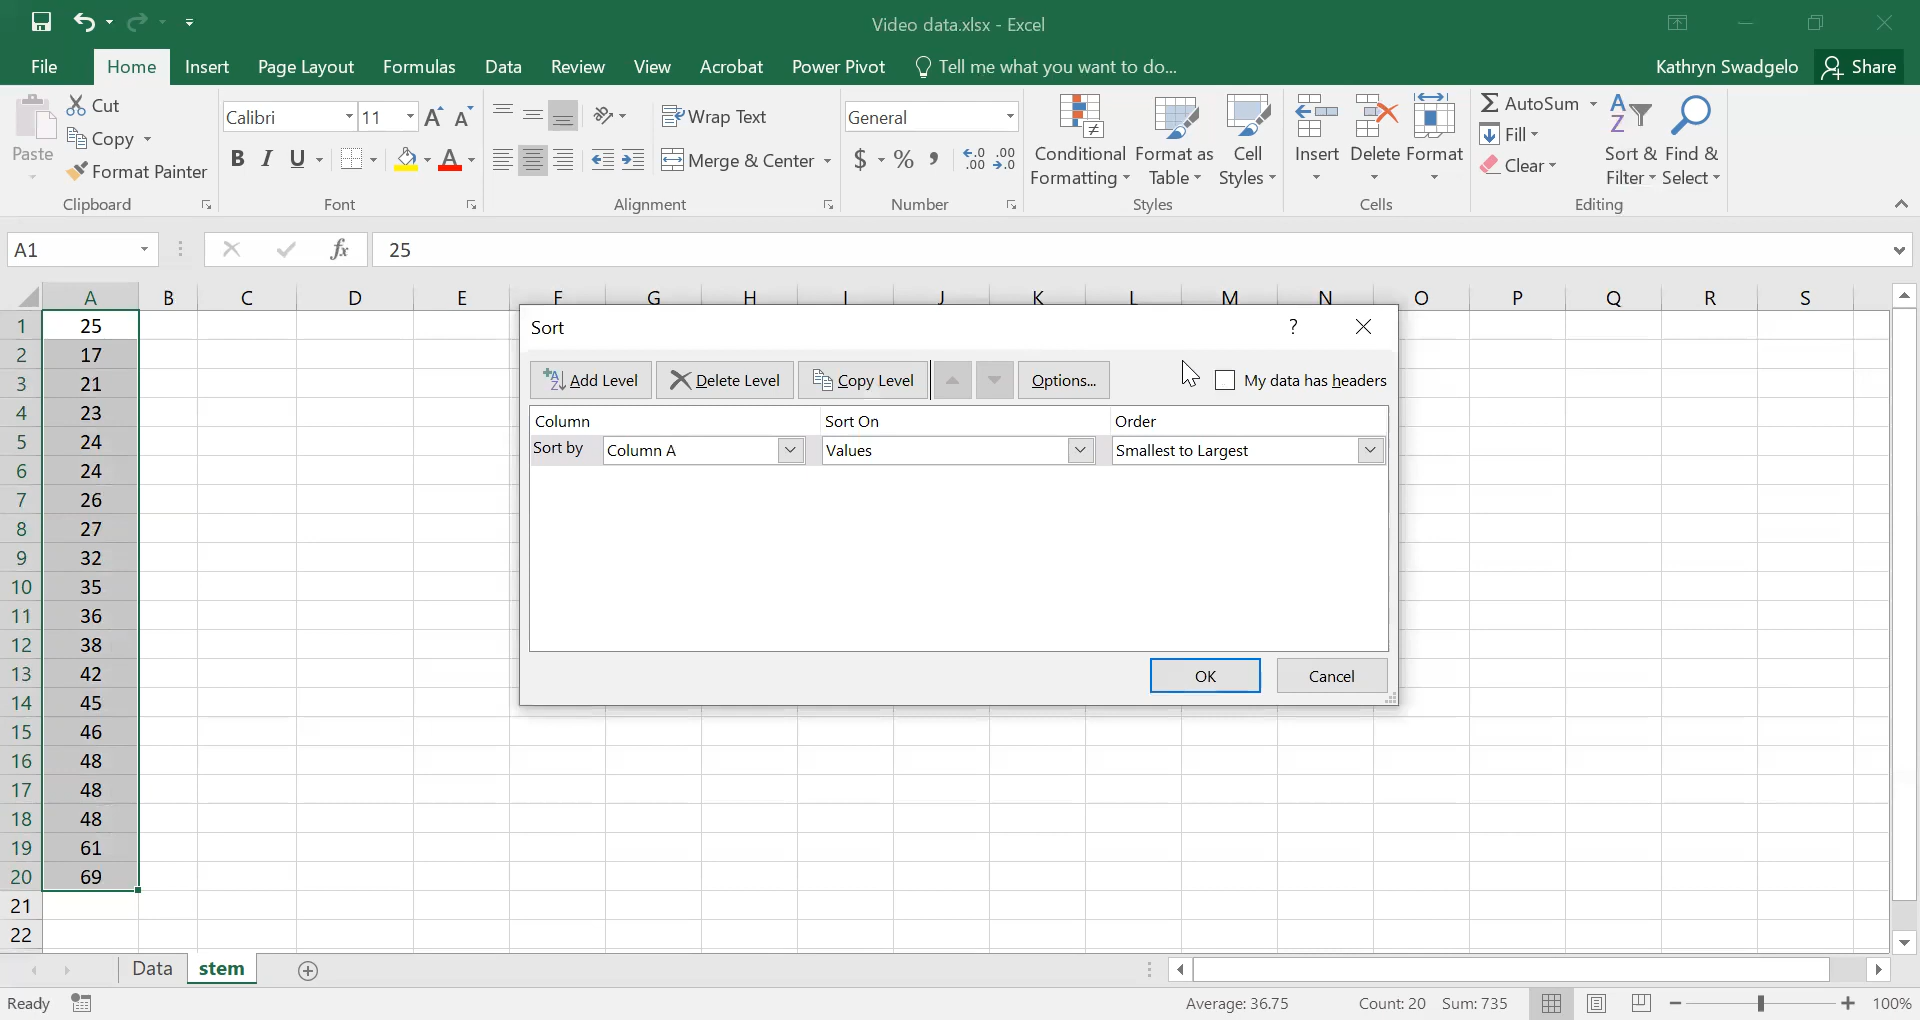 Video data.xlsx - Excel
File Home Insert Page Layout Formulas Data Review View Acrobat Power Pivot Tell me what you want to do... Kathryn Swadgelo Share
Paste
Cut
Copy
Format Painter
Clipboard
Calibri 11
B I U A
Font
Wrap Text
Merge & Center
Alignment
General
$ % , .0 .00 .00 .0
Number
Conditional Formatting
Format as Table
Cell Styles
Styles
Insert Delete Format
Cells
AutoSum
Fill
Clear
Sort & Filter
Find & Select
Editing
A1 fx 25
A B C D E F G H I J K L M N O P Q R S
1 25
2 17
3 21
4 23
5 24
6 24
7 26
8 27
9 32
10 35
11 36
12 38
13 42
14 45
15 46
16 48
17 48
18 48
19 61
20 69
21
22
Sort ?
Add Level Delete Level Copy Level Options... My data has headers
Column Sort On Order
Sort by Column A Values Smallest to Largest
OK Cancel
Data stem
Ready Average: 36.75 Count: 20 Sum: 735 100%